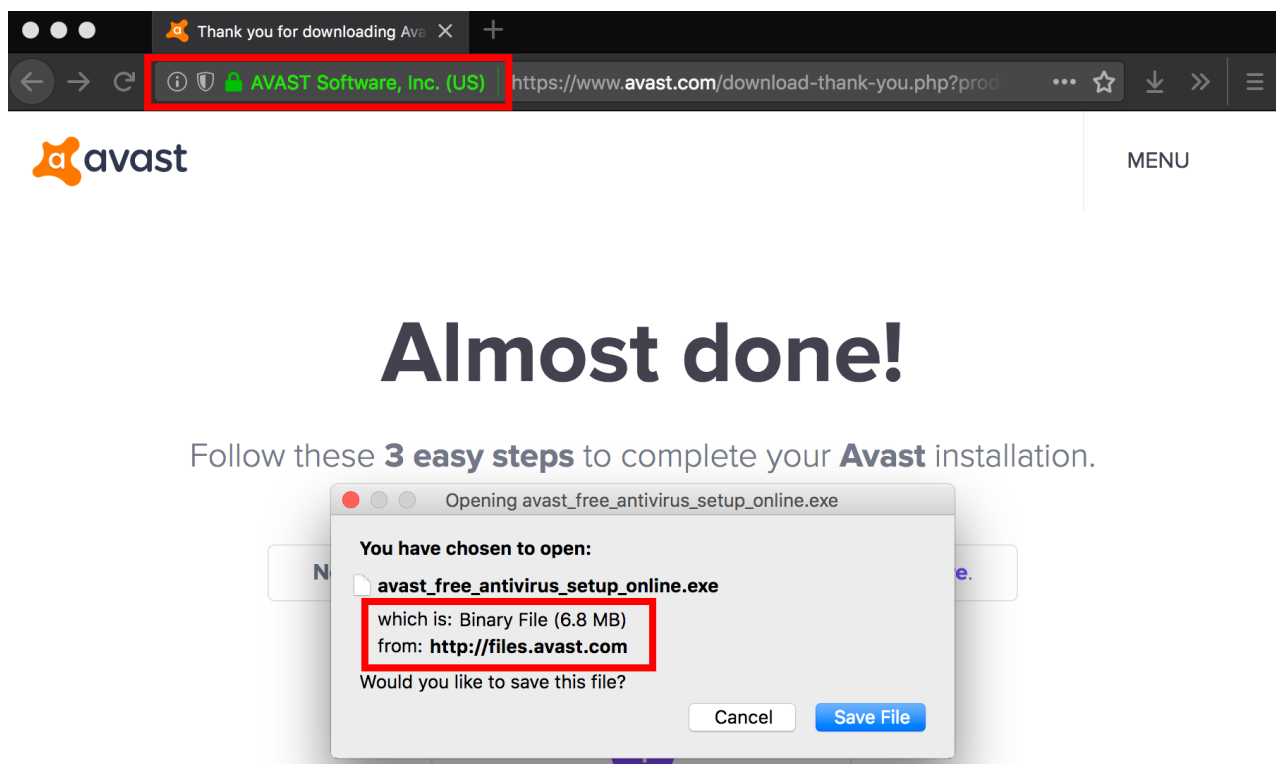 Thank you for downloading Ava
AVAST Software, Inc. (US) https://www.avast.com/download-thank-you.php?prod
avast
MENU
Almost done!
Follow these 3 easy steps to complete your Avast installation.
Opening avast_free_antivirus_setup_online.exe
You have chosen to open:
avast_free_antivirus_setup_online.exe
which is: Binary File (6.8 MB)
from: http://files.avast.com
Would you like to save this file?
Cancel Save File